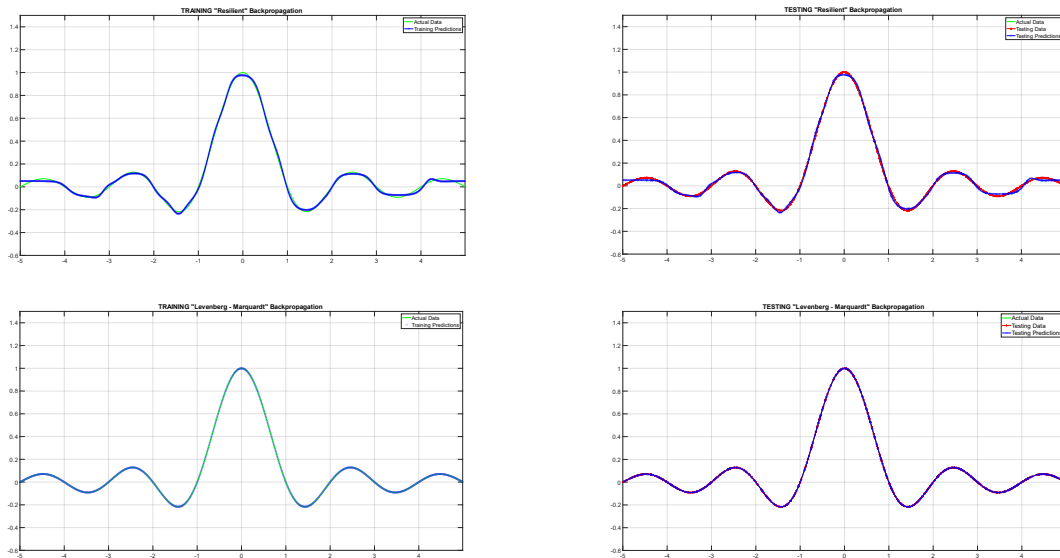 TRAINING "Resilient" Backpropagation
Actual Data
Training Predictions
1.4
1.2
1
0.8
0.6
0.4
0.2
0
-0.2
-0.4
-0.6
-5 -4 -3 -2 -1 0 1 2 3 4
TESTING "Resilient" Backpropagation
Actual Data
Testing Data
Testing Predictions
1.4
1.2
1
0.8
0.6
0.4
0.2
0
-0.2
-0.4
-0.6
-5 -4 -3 -2 -1 0 1 2 3 4
TRAINING "Levenberg - Marquardt" Backpropagation
Actual Data
Training Predictions
1.4
1.2
1
0.8
0.6
0.4
0.2
0
-0.2
-0.4
-0.6
-5 -4 -3 -2 -1 0 1 2 3 4
TESTING "Levenberg - Marquardt" Backpropagation
Actual Data
Testing Data
Testing Predictions
1.4
1.2
1
0.8
0.6
0.4
0.2
0
-0.2
-0.4
-0.6
-5 -4 -3 -2 -1 0 1 2 3 4